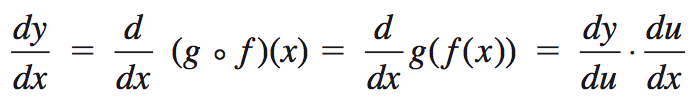 dy/dx = d/dx (g ∘ f)(x) = d/dx g(f(x)) = dy/du · du/dx